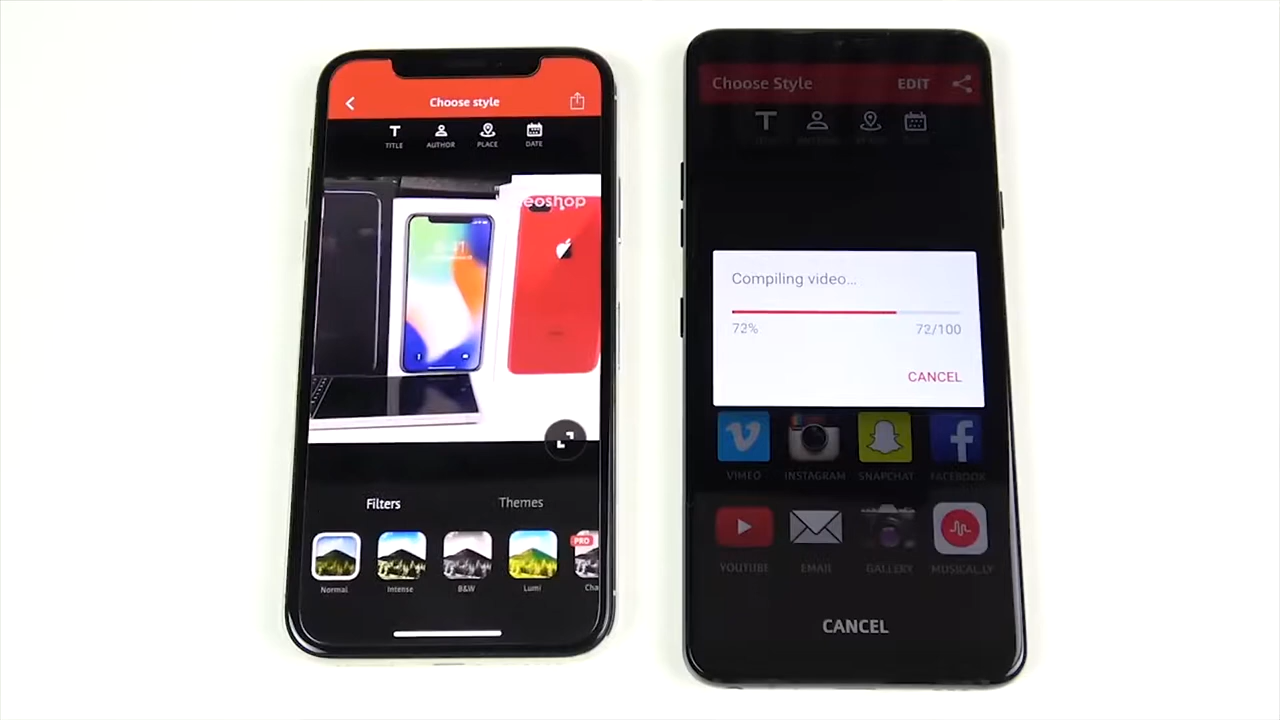 Choose style
TITLE
AUTHOR
PLACE
DATE
eoshop
Filters
Themes
PRO
Normal
Intense
B&W
Lumi
Cha
Choose Style
EDIT
Compiling video...
72%
72/100
CANCEL
VIMEO
INSTAGRAM
SNAPCHAT
FACEBOOK
YOUTUBE
EMAIL
GALLERY
MUSICAL.LY
CANCEL